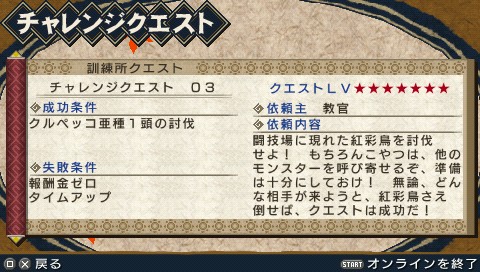 チャレンジクエスト
訓練所クエスト
チャレンジクエスト 03
クエストLV★★★★★★★
成功条件
クルペッコ亜種1頭の討伐
失敗条件
報酬金ゼロ
タイムアップ
依頼主 教官
依頼内容
闘技場に現れた紅彩鳥を討伐
せよ! もちろんこやつは、他の
モンスターを呼び寄せるぞ、準備
は十分にしておけ! 無論、どん
な相手が来ようと、紅彩鳥さえ
倒せば、クエストは成功だ!
戻る
START オンラインを終了